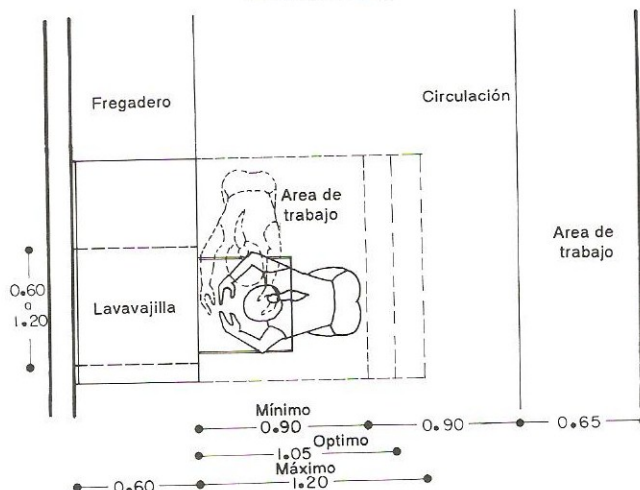 Fregadero
Circulación
Area de
trabajo
Area de
trabajo
Lavavajilla
0.60
a
1.20
Mínimo
0.90
0.90
0.65
Optimo
1.05
Máximo
0.60
1.20